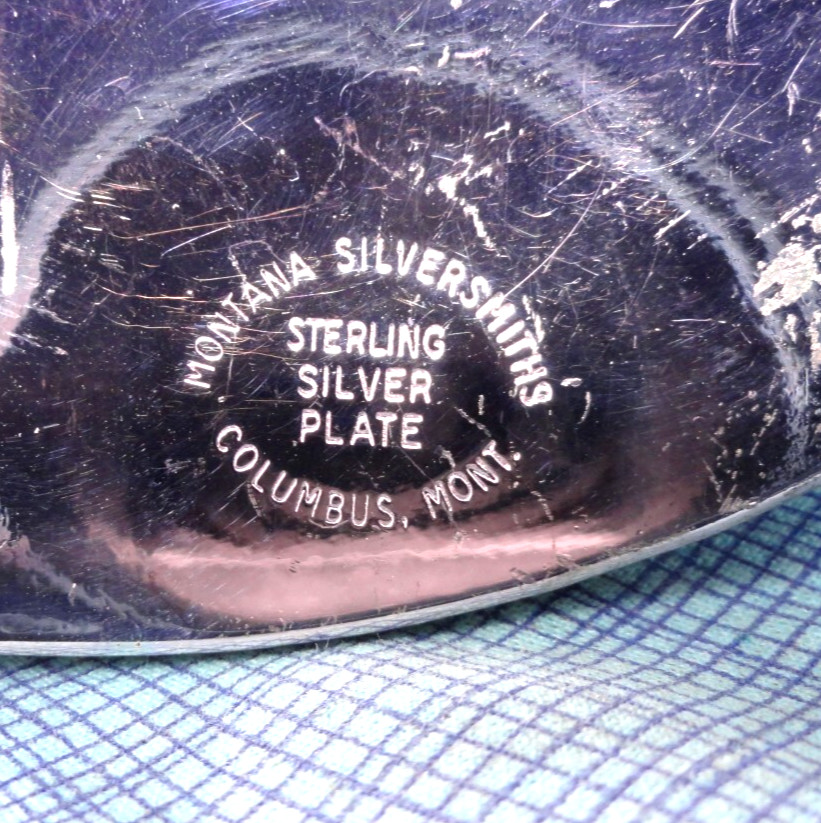 MONTANA SILVERSMITHS
STERLING
SILVER
PLATE
COLUMBUS, MONT.